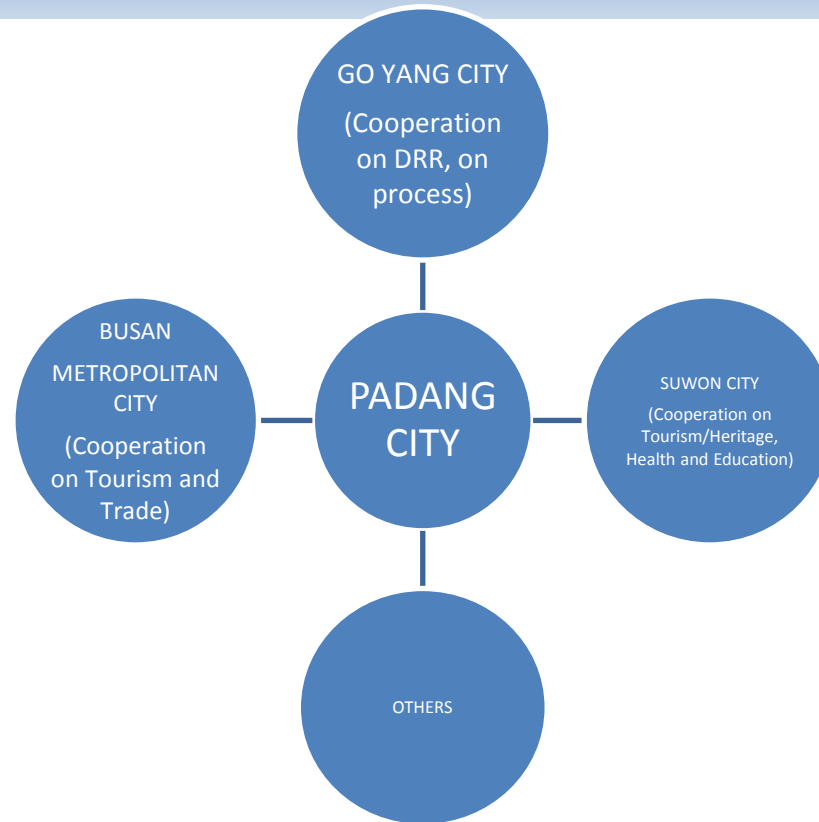 GO YANG CITY
(Cooperation
on DRR, on
process)
BUSAN
METROPOLITAN
CITY
(Cooperation
on Tourism and
Trade)
PADANG
CITY
SUWON CITY
(Cooperation on
Tourism/Heritage,
Health and Education)
OTHERS